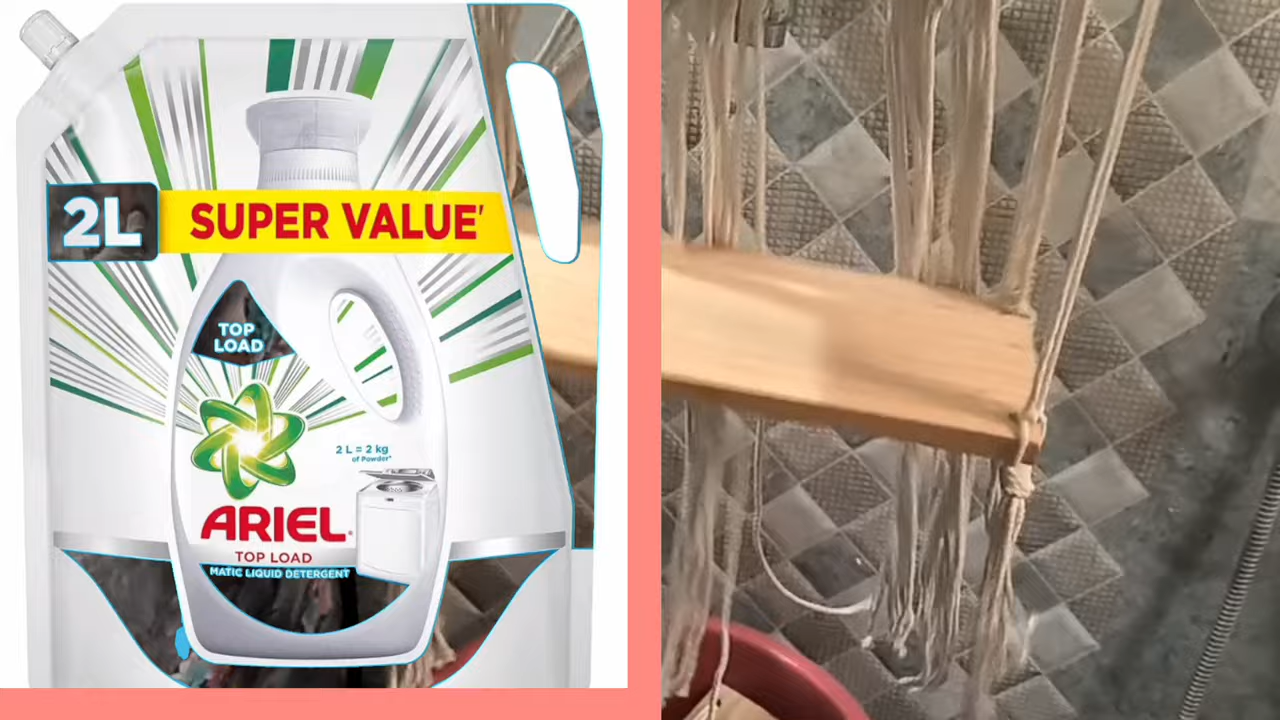 2L
SUPER VALUE'
TOP
LOAD
2 L = 2 kg
of Powder*
ARIEL
TOP LOAD
MATIC LIQUID DETERGENT